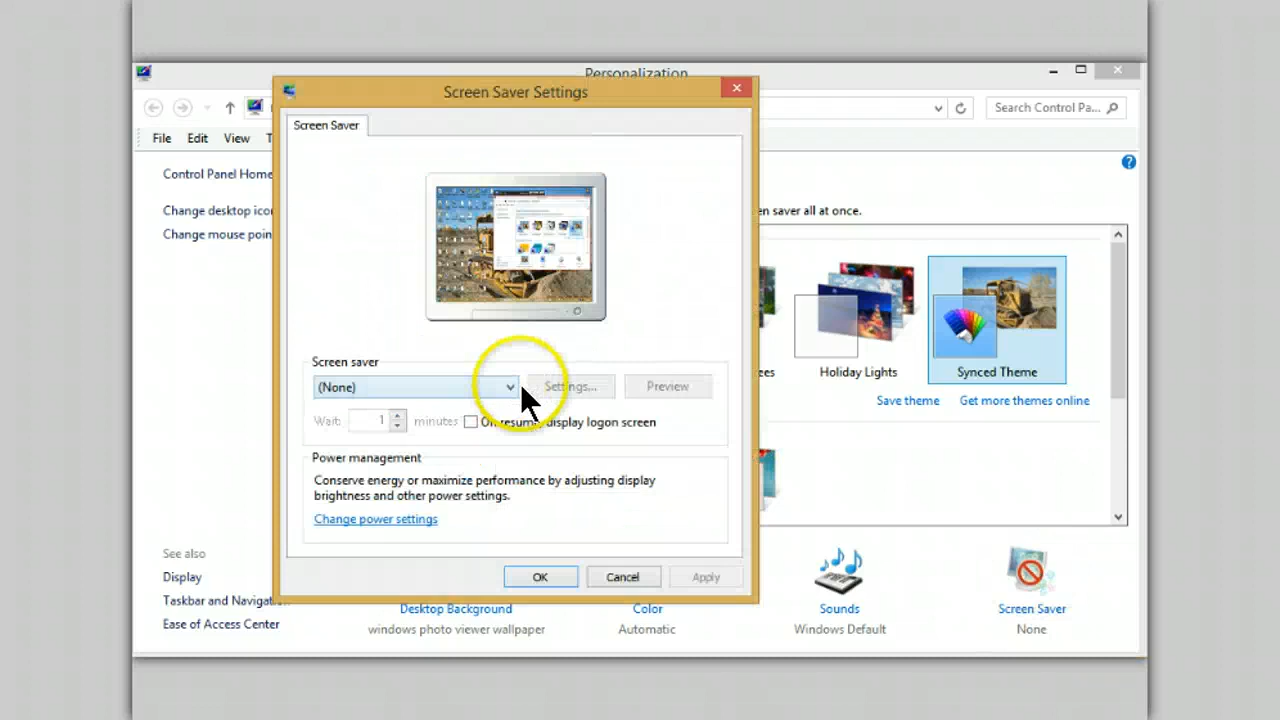 Personalization
Screen Saver Settings
Search Control Pa...
Screen Saver
File Edit View T
Control Panel Home
Change desktop ico
Change mouse poin
en saver all at once.
ees
Holiday Lights
Synced Theme
Screen saver
(None)
Settings...
Preview
Save theme
Get more themes online
Wait: 1 minutes
On resume, display logon screen
Power management
Conserve energy or maximize performance by adjusting display
brightness and other power settings.
Change power settings
See also
Display
Taskbar and Navigati
Ease of Access Center
OK
Cancel
Apply
Desktop Background
windows photo viewer wallpaper
Color
Automatic
Sounds
Windows Default
Screen Saver
None